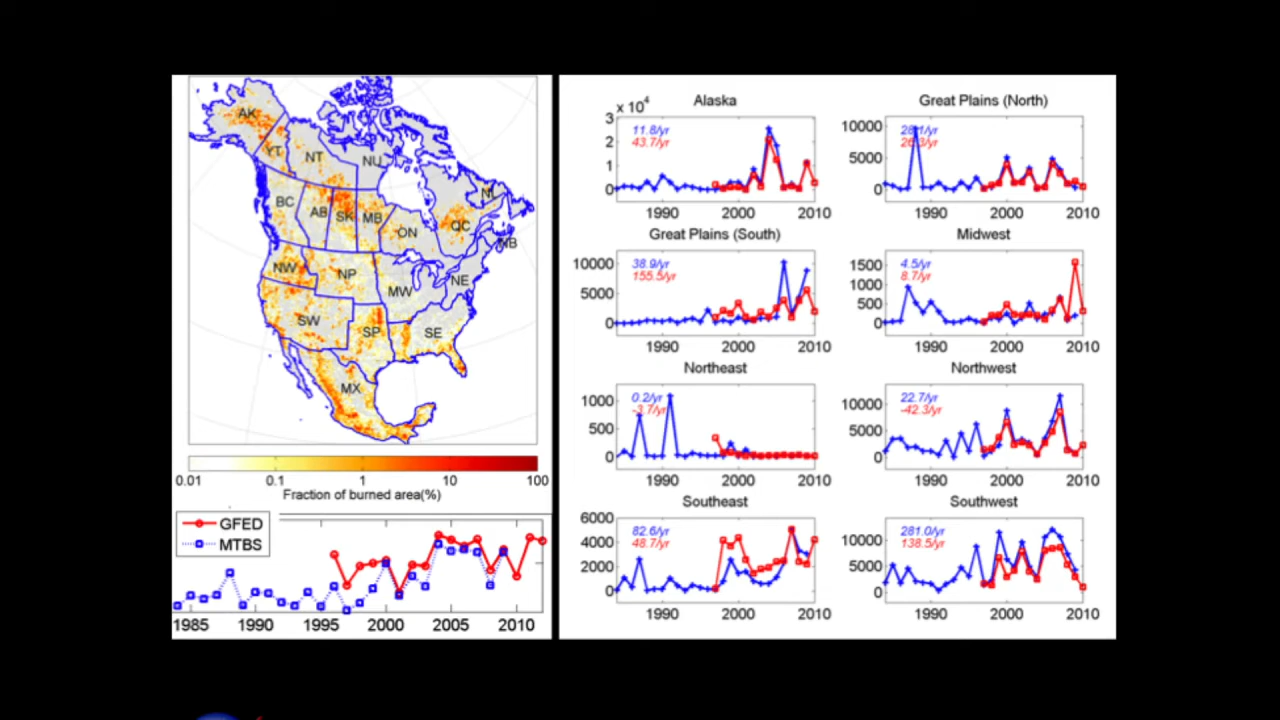 AK
YT
NT
NU
BC
AB
SK
MB
ON
QC
NL
NB
NW
NP
MW
NE
SW
SP
SE
MX
0.01 0.1 1 10 100
Fraction of burned area(%)
GFED
MTBS
1985 1990 1995 2000 2005 2010
Alaska
x 10^4
3
2
1
0
11.8/yr
43.7/yr
1990 2000 2010
Great Plains (North)
10000
5000
0
1990 2000 2010
Great Plains (South)
10000
5000
0
38.9/yr
155.5/yr
1990 2000 2010
Midwest
1500
1000
500
0
4.5/yr
8.7/yr
1990 2000 2010
Northeast
1000
500
0
0.2/yr
-3.7/yr
1990 2000 2010
Northwest
10000
5000
0
22.7/yr
-42.3/yr
1990 2000 2010
Southeast
6000
4000
2000
0
82.6/yr
48.7/yr
1990 2000 2010
Southwest
10000
5000
0
281.0/yr
138.5/yr
1990 2000 2010